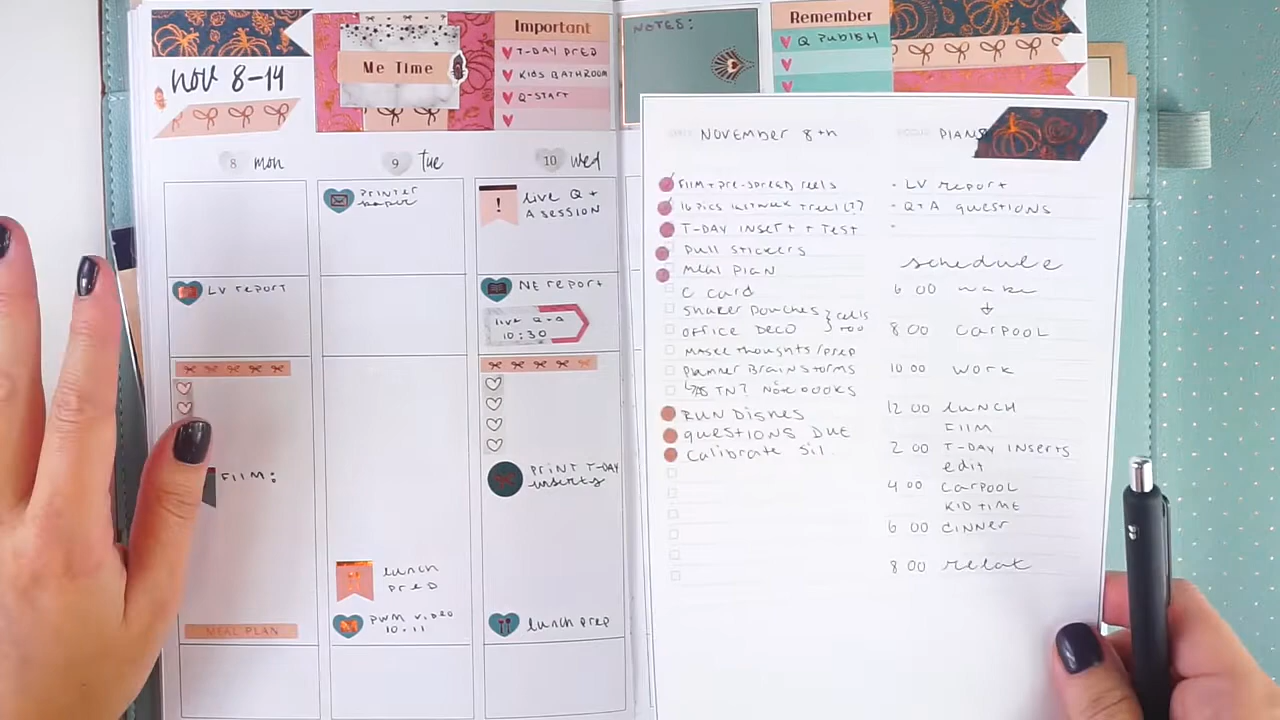 nov 8-14
Me Time
Important
T-DAY PREP
KIDS BATHROOM
Q-START
NOTES:
Remember
Q PUBLISH
8 mon
9 tue
10 wed
LV report
FILM:
MEAL PLAN
PRINTER
paper
lunch
prep
PWM VIDEO
10.11
live Q +
A session
NE report
live Q+A
10:30
PRINT T-DAY
inserts
lunch prep
NOVEMBER 8th
PLANS
FILM + pre-spread reels
T-DAY INSERT + TEST
PULL STICKERS
MEAL PLAN
C CARD
SHAKER POUCHES
OFFICE DECO
cells
too
thoughts/prep
planner BRAINSTORMS
TN? NOTEBOOKS
RUN DISHES
QUESTIONS DUE
Calibrate Sil.
- LV report
- Q+A questions
-
schedule
6 00 wake
8 00 carpool
10 00 work
12 00 LUNCH
FILM
2 00 T-DAY INSERTS
edit
4 00 CARPOOL
KID TIME
6 00 DINNER
8 00 relax